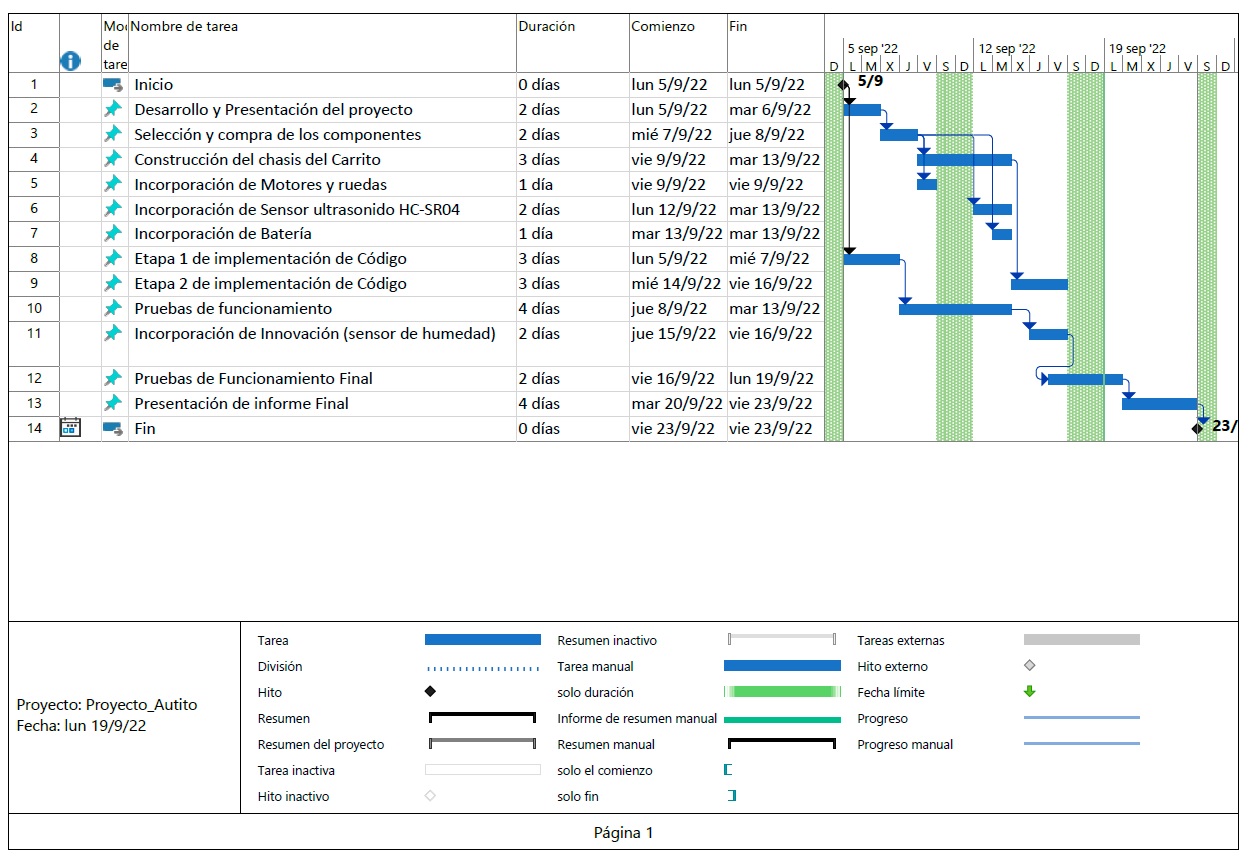 Id Moc de tare Nombre de tarea Duración Comienzo Fin
5 sep '22 12 sep '22 19 sep '22
D L M X J V S D L M X J V S D L M X J V S D
1 Inicio 0 días lun 5/9/22 lun 5/9/22 5/9
2 Desarrollo y Presentación del proyecto 2 días lun 5/9/22 mar 6/9/22
3 Selección y compra de los componentes 2 días mié 7/9/22 jue 8/9/22
4 Construcción del chasis del Carrito 3 días vie 9/9/22 mar 13/9/22
5 Incorporación de Motores y ruedas 1 día vie 9/9/22 vie 9/9/22
6 Incorporación de Sensor ultrasonido HC-SR04 2 días lun 12/9/22 mar 13/9/22
7 Incorporación de Batería 1 día mar 13/9/22 mar 13/9/22
8 Etapa 1 de implementación de Código 3 días lun 5/9/22 mié 7/9/22
9 Etapa 2 de implementación de Código 3 días mié 14/9/22 vie 16/9/22
10 Pruebas de funcionamiento 4 días jue 8/9/22 mar 13/9/22
11 Incorporación de Innovación (sensor de humedad) 2 días jue 15/9/22 vie 16/9/22
12 Pruebas de Funcionamiento Final 2 días vie 16/9/22 lun 19/9/22
13 Presentación de informe Final 4 días mar 20/9/22 vie 23/9/22
14 Fin 0 días vie 23/9/22 vie 23/9/22 23/
Proyecto: Proyecto_Autito
Fecha: lun 19/9/22
Tarea Resumen inactivo Tareas externas
División Tarea manual Hito externo
Hito solo duración Fecha límite
Resumen Informe de resumen manual Progreso
Resumen del proyecto Resumen manual Progreso manual
Tarea inactiva solo el comienzo
Hito inactivo solo fin
Página 1